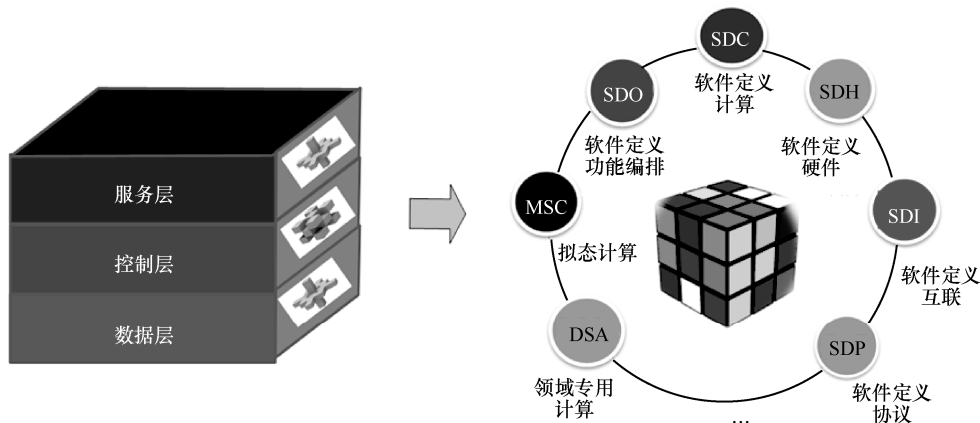 服务层
控制层
数据层
SDC
软件定义
计算
SDH
软件定义
硬件
SDI
软件定义
互联
SDP
软件定义
协议
...
DSA
领域专用
计算
MSC
拟态计算
SDO
软件定义
功能编排